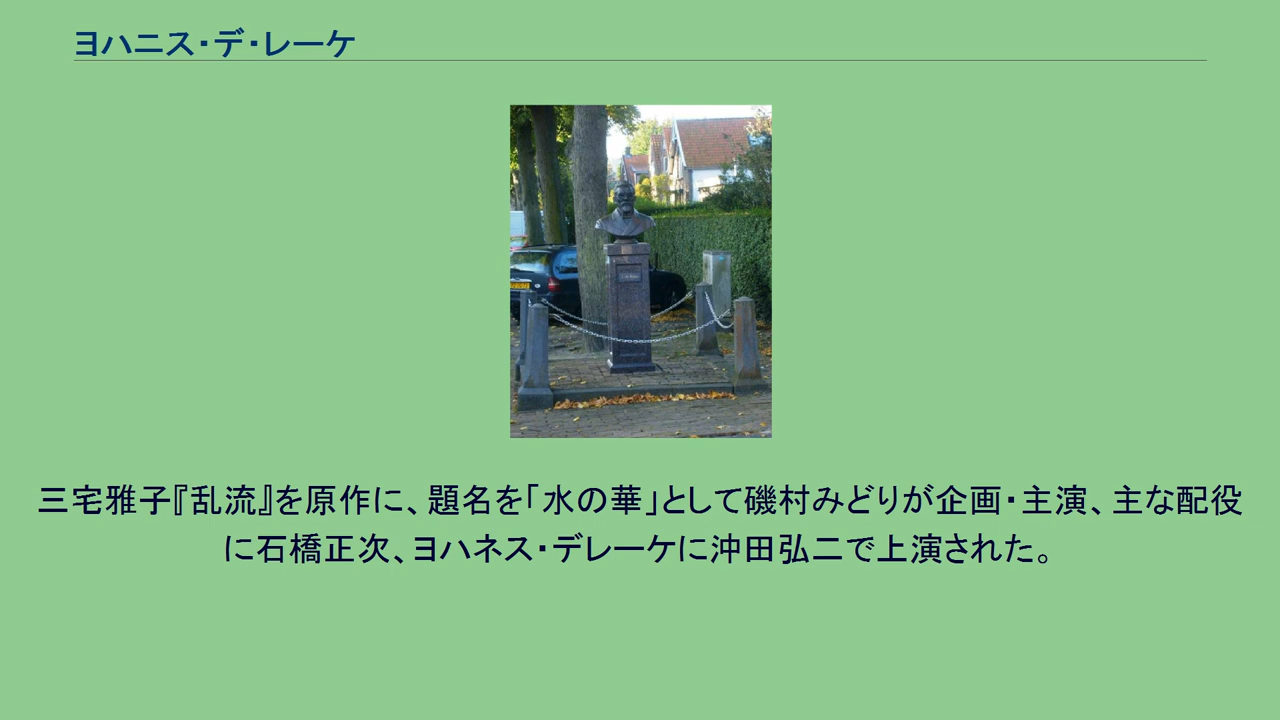 ヨハニス・デ・レーケ
三宅雅子『乱流』を原作に、題名を「水の華」として磯村みどりが企画・主演、主な配役
に石橋正次、ヨハネス・デレーケに沖田弘二で上演された。